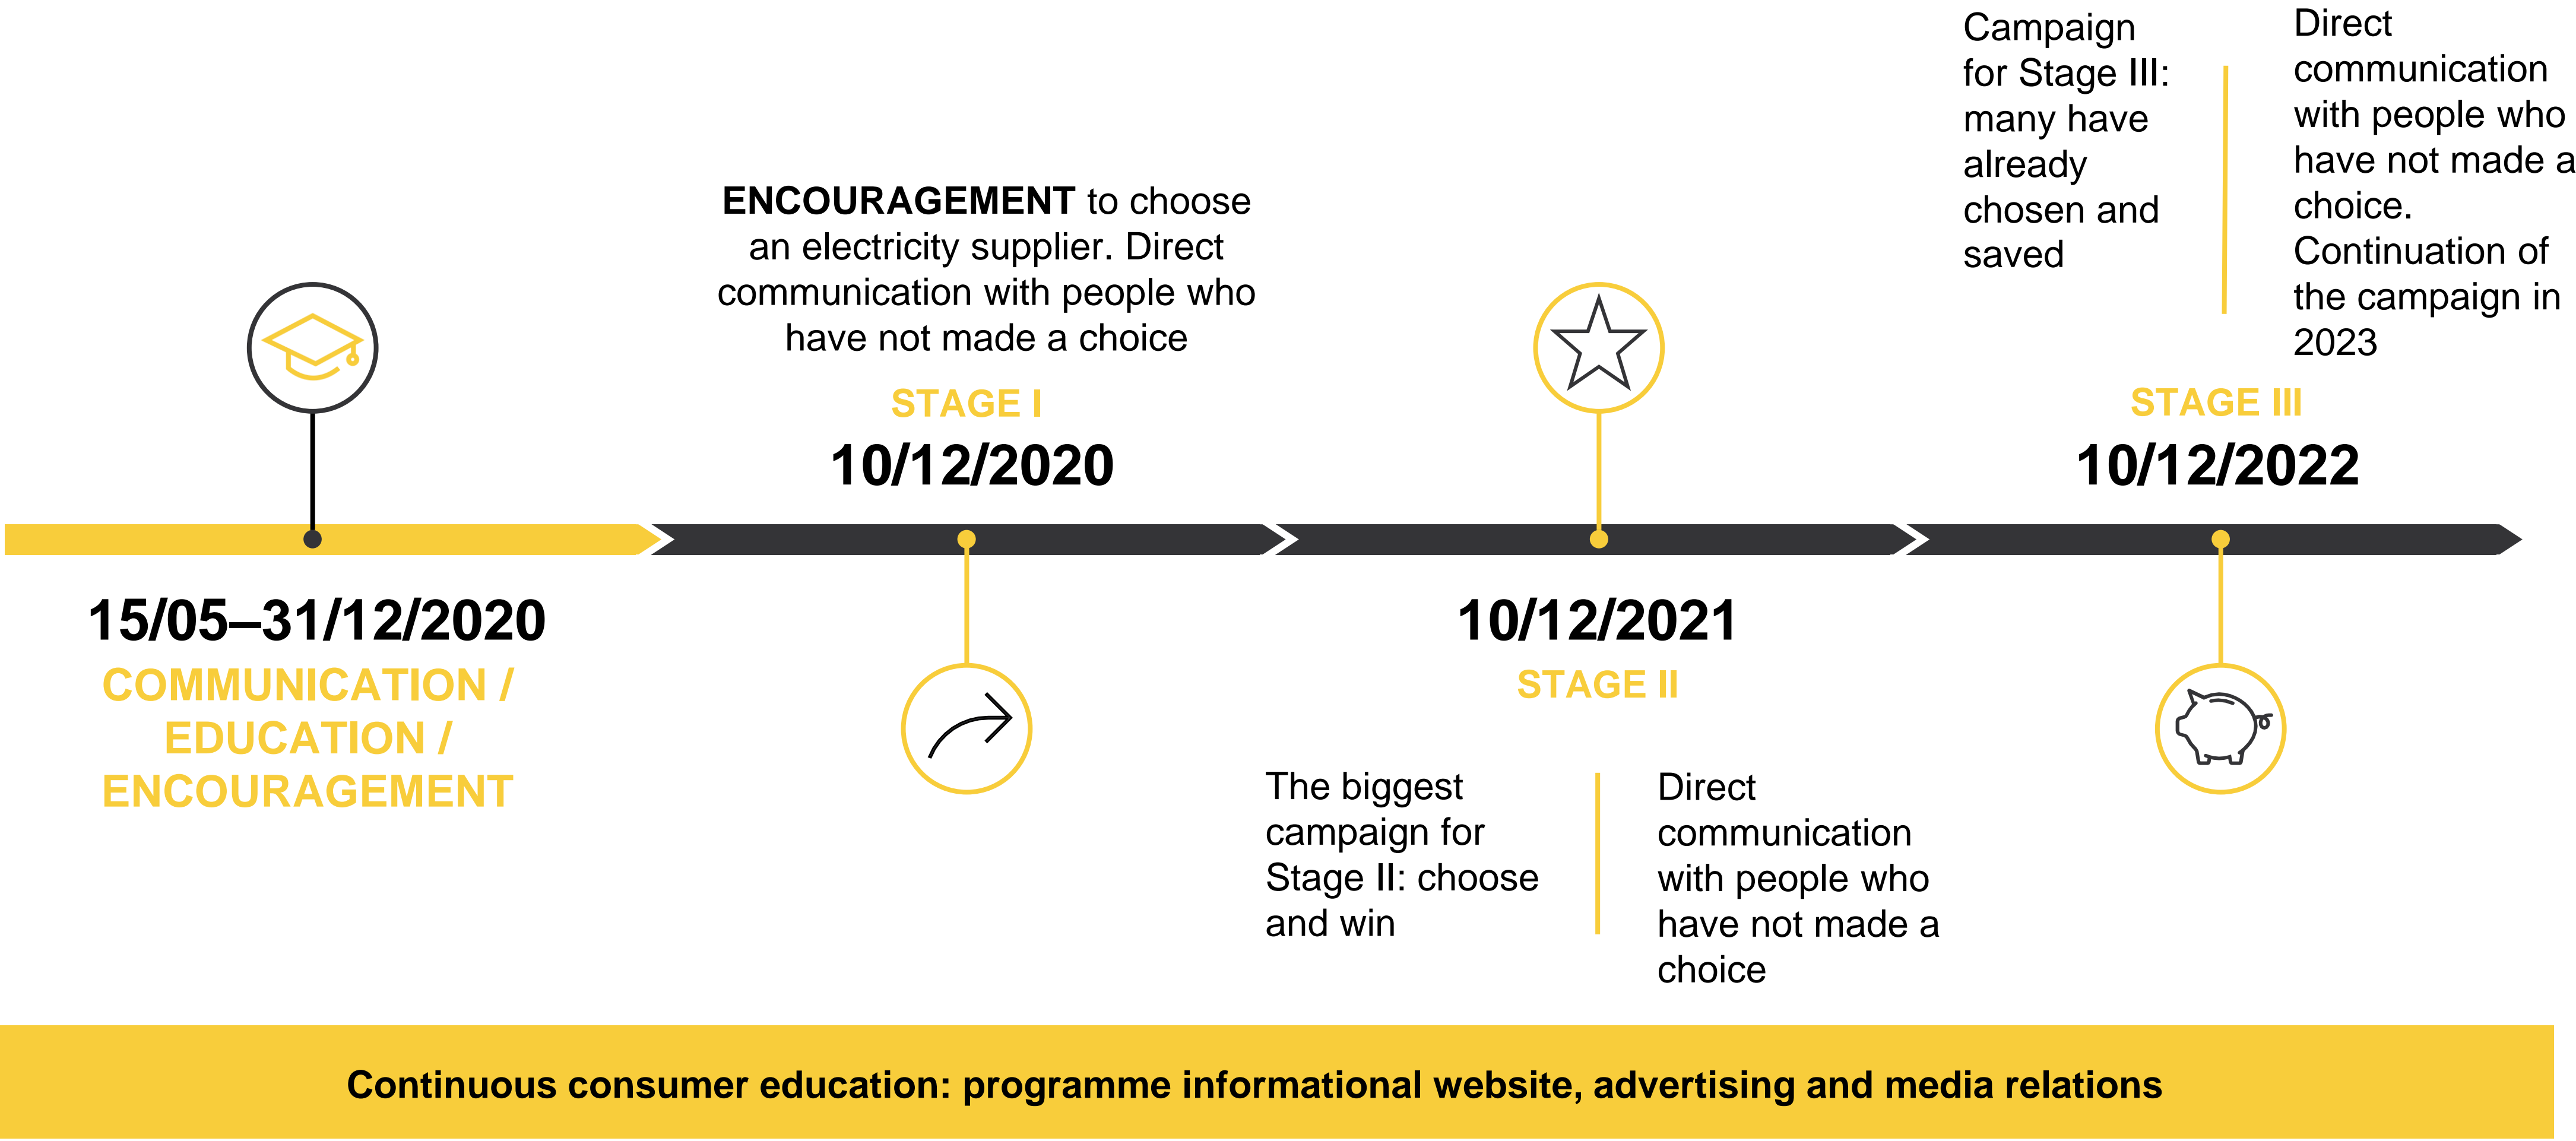 15/05–31/12/2020
COMMUNICATION /
EDUCATION /
ENCOURAGEMENT
ENCOURAGEMENT to choose
an electricity supplier. Direct
communication with people who
have not made a choice
STAGE I
10/12/2020
10/12/2021
STAGE II
The biggest
campaign for
Stage II: choose
and win
Direct
communication
with people who
have not made a
choice
Campaign
for Stage III:
many have
already
chosen and
saved
Direct
communication
with people who
have not made a
choice.
Continuation of
the campaign in
2023
STAGE III
10/12/2022
Continuous consumer education: programme informational website, advertising and media relations